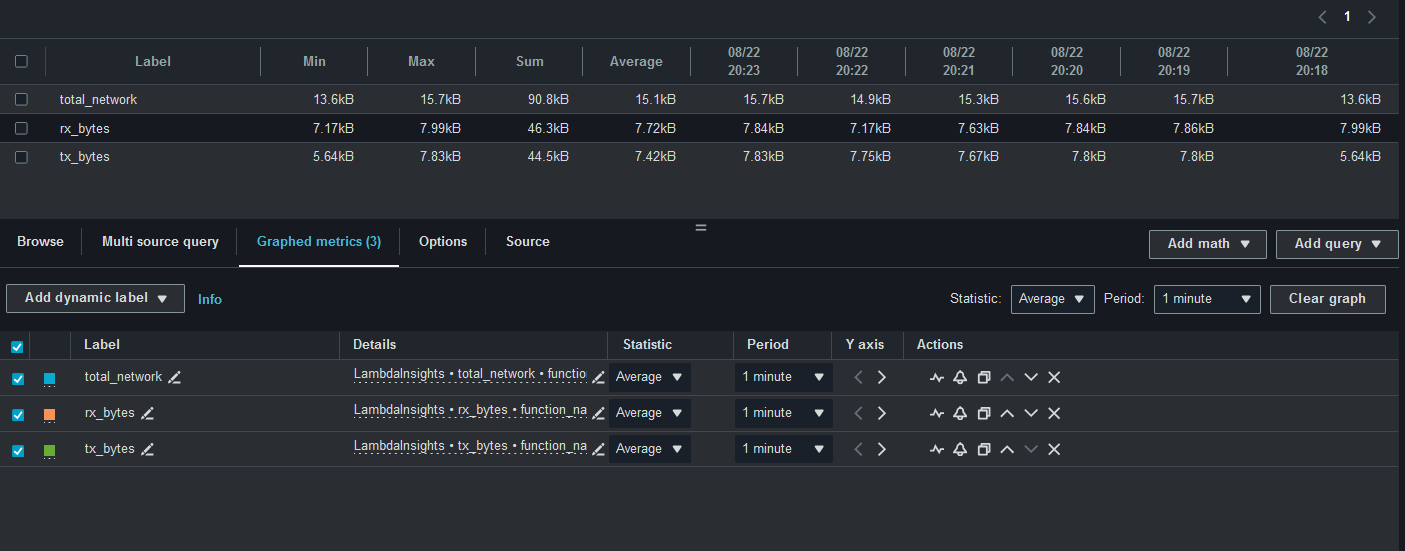 1
Label Min Max Sum Average 08/22 20:23 08/22 20:22 08/22 20:21 08/22 20:20 08/22 20:19 08/22 20:18
total_network 13.6kB 15.7kB 90.8kB 15.1kB 15.7kB 14.9kB 15.3kB 15.6kB 15.7kB 13.6kB
rx_bytes 7.17kB 7.99kB 46.3kB 7.72kB 7.84kB 7.17kB 7.63kB 7.84kB 7.86kB 7.99kB
tx_bytes 5.64kB 7.83kB 44.5kB 7.42kB 7.83kB 7.75kB 7.67kB 7.8kB 7.8kB 5.64kB
Browse Multi source query Graphed metrics (3) Options Source Add math Add query
Add dynamic label Info Statistic: Average Period: 1 minute Clear graph
Label Details Statistic Period Y axis Actions
total_network LambdaInsights • total_network • functio Average 1 minute
rx_bytes LambdaInsights • rx_bytes • function_na Average 1 minute
tx_bytes LambdaInsights • tx_bytes • function_na Average 1 minute